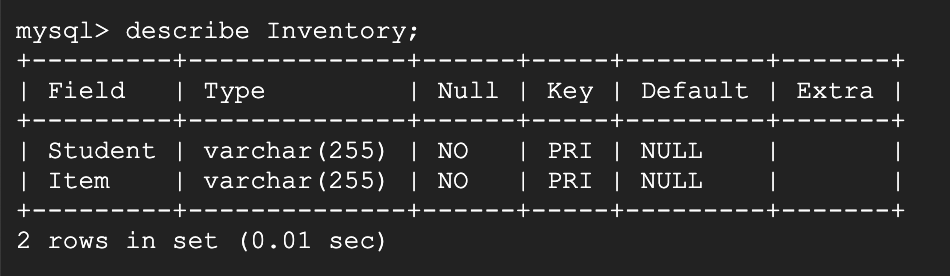 mysql> describe Inventory;
+---------+--------------+------+-----+---------+-------+
| Field   | Type         | Null | Key | Default | Extra |
+---------+--------------+------+-----+---------+-------+
| Student | varchar(255) | NO   | PRI | NULL    |       |
| Item    | varchar(255) | NO   | PRI | NULL    |       |
+---------+--------------+------+-----+---------+-------+
2 rows in set (0.01 sec)